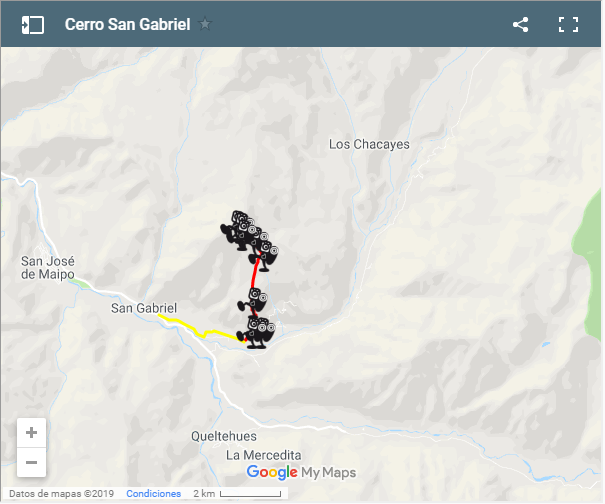 Cerro San Gabriel
Los Chacayes
San José
de Maipo
San Gabriel
Queltehues
La Mercedita
Google My Maps
Datos de mapas ©2019 Condiciones 2 km